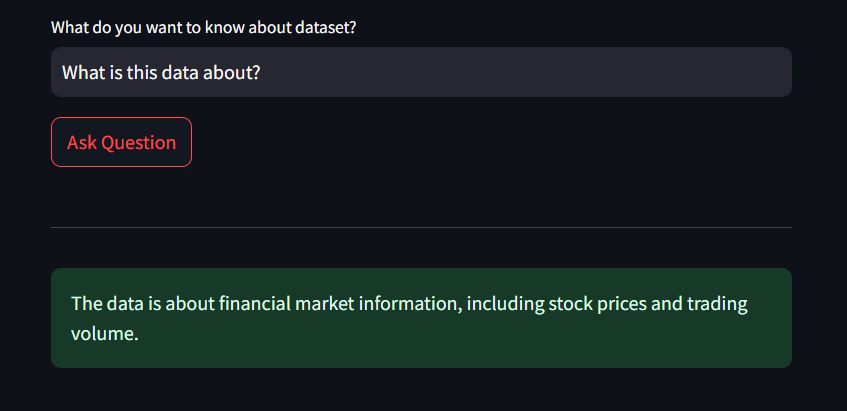 What do you want to know about dataset?
What is this data about?
Ask Question
The data is about financial market information, including stock prices and trading
volume.